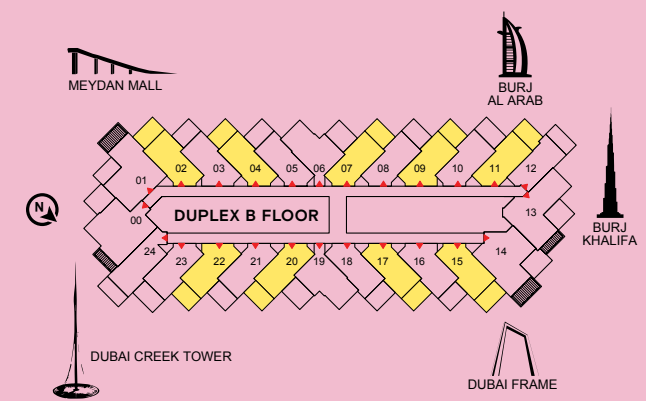 MEYDAN MALL
BURJ
AL ARAB
02 03 04 05 06 07 08 09 10 11 12
01
N
00
DUPLEX B FLOOR
13
BURJ
KHALIFA
24 23 22 21 20 19 18 17 16 15 14
DUBAI CREEK TOWER
DUBAI FRAME